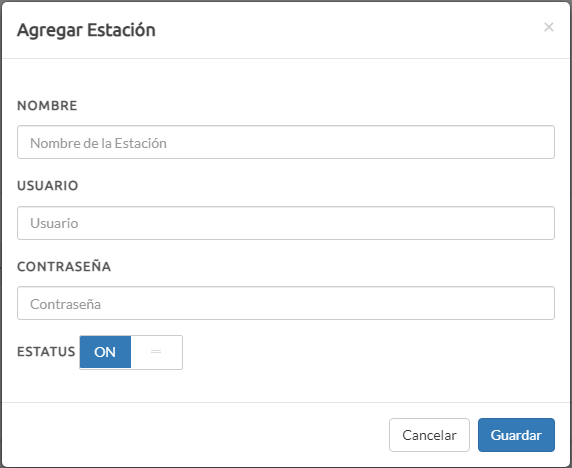 Agregar Estación
×
NOMBRE
Nombre de la Estación
USUARIO
Usuario
CONTRASEÑA
Contraseña
ESTATUS ON
Cancelar Guardar